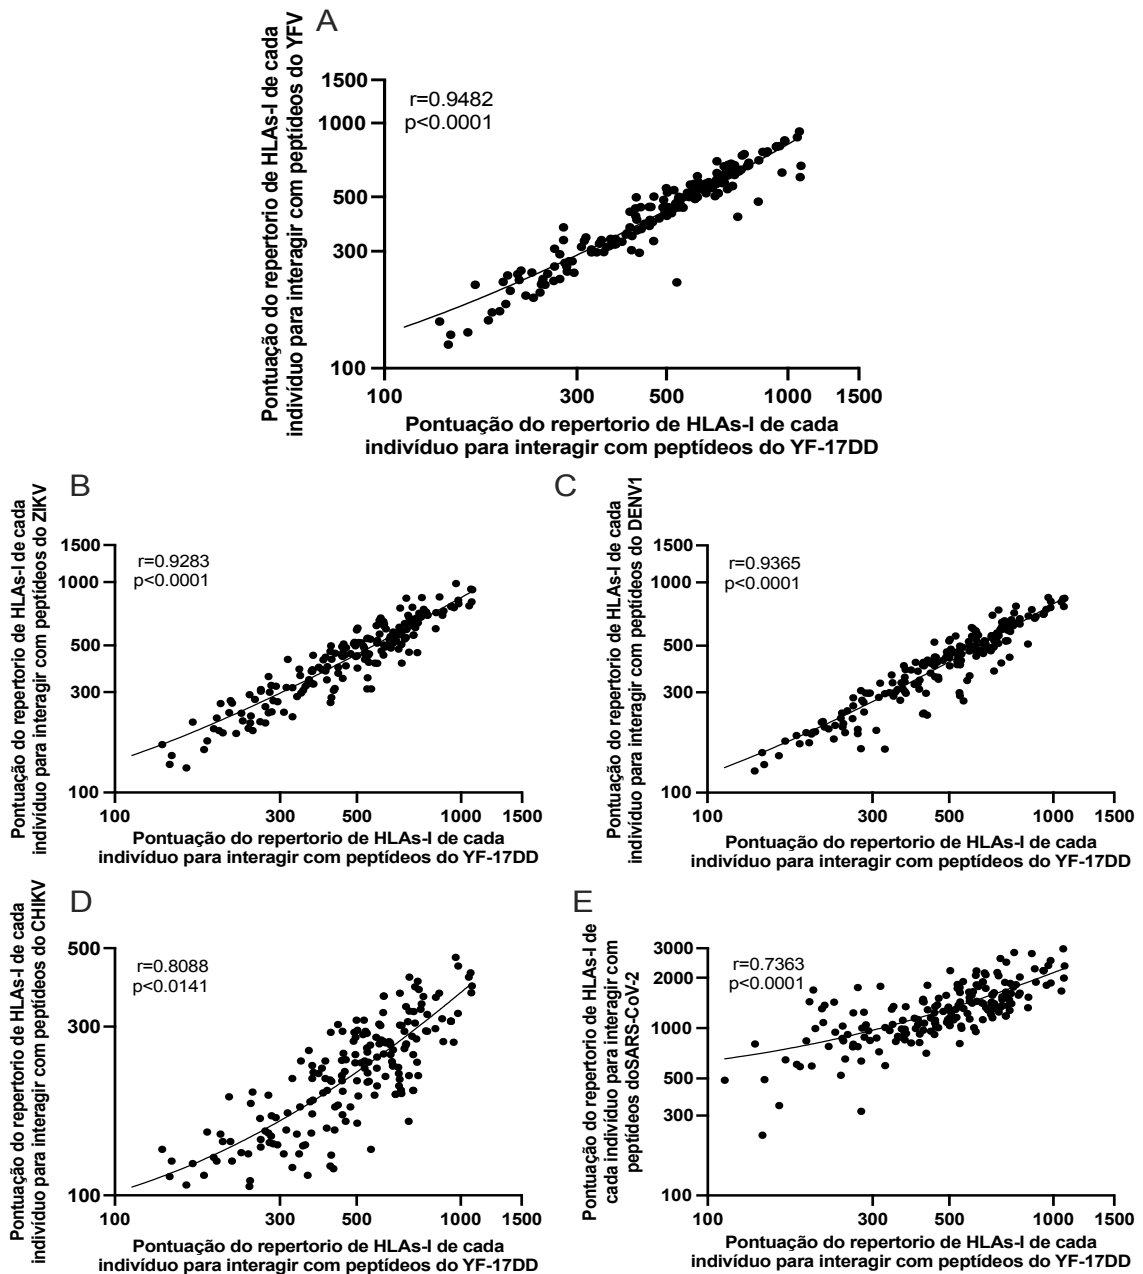 A
Pontuação do repertorio de HLAs-I de cada
indivíduo para interagir com peptídeos do YFV
1500
1000
500
300
100
r=0.9482
p<0.0001
100
300
500
1000
1500
Pontuação do repertorio de HLAs-I de cada
indivíduo para interagir com peptídeos do YF-17DD
B
Pontuação do repertorio de HLAs-I de cada
indivíduo para interagir com peptídeos do ZIKV
1500
1000
500
300
100
r=0.9283
p<0.0001
100
300
500
1000
1500
Pontuação do repertorio de HLAs-I de cada
indivíduo para interagir com peptídeos do YF-17DD
C
Pontuação do repertorio de HLAs-I de cada
indivíduo para interagir com peptídeos do DENV1
1500
1000
500
300
100
r=0.9365
p<0.0001
100
300
500
1000
1500
Pontuação do repertorio de HLAs-I de cada
indivíduo para interagir com peptídeos do YF-17DD
D
Pontuação do repertorio de HLAs-I de cada
indivíduo para interagir com peptídeos do CHIKV
500
300
100
r=0.8088
p<0.0141
100
300
500
1000
1500
Pontuação do repertorio de HLAs-I de cada
indivíduo para interagir com peptídeos do YF-17DD
E
Pontuação do repertorio de HLAs-I de
cada indivíduo para interagir com
peptídeos doSARS-CoV-2
3000
2000
1000
500
300
100
r=0.7363
p<0.0001
100
300
500
1000
1500
Pontuação do repertorio de HLAs-I de cada
indivíduo para interagir com peptídeos do YF-17DD